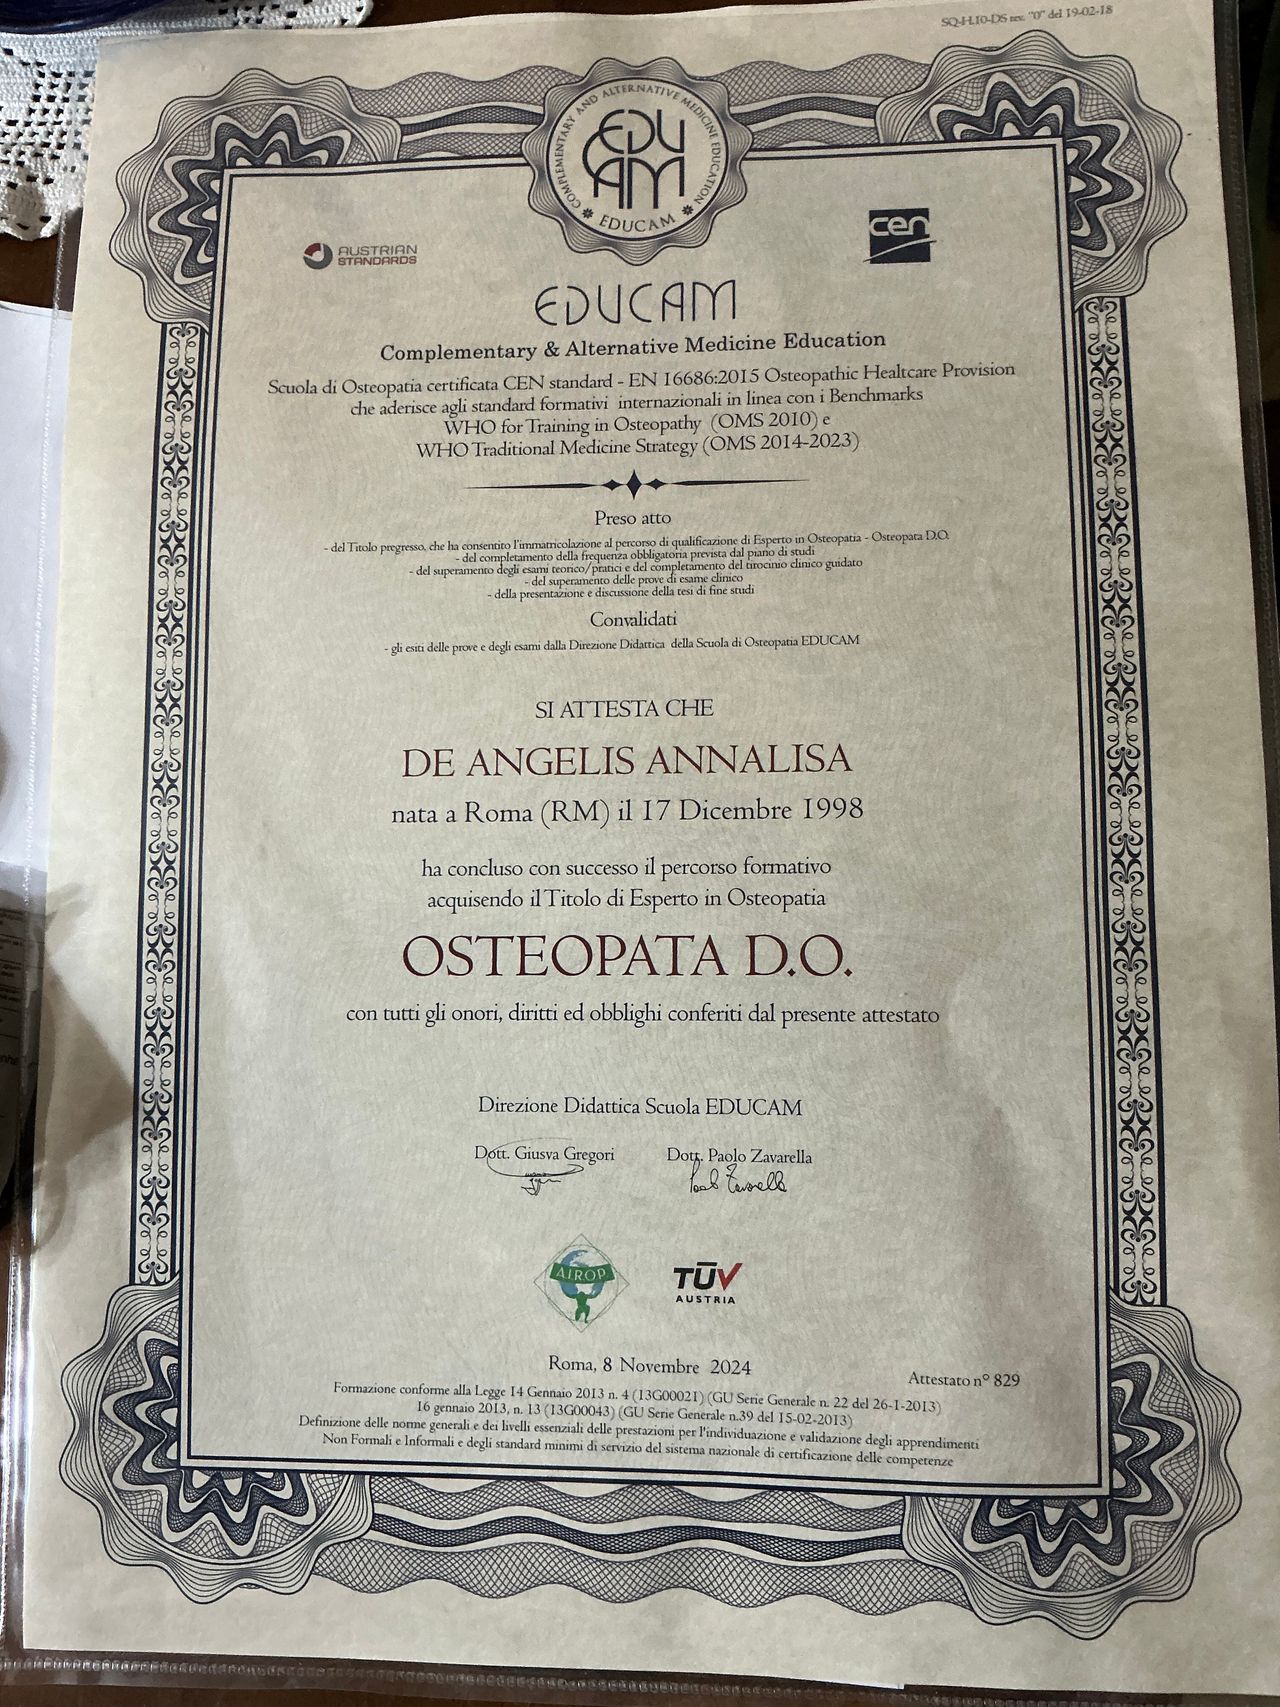 SQ-H.10-DS rev. "0" del 19-02-18
COMPLEMENTARY AND ALTERNATIVE MEDICINE EDUCATION
EDUCAM
EDUCAM
AUSTRIAN
STANDARDS
cen
EDUCAM
Complementary & Alternative Medicine Education
Scuola di Osteopatia certificata CEN standard - EN 16686:2015 Osteopathic Healtcare Provision
che aderisce agli standard formativi internazionali in linea con i Benchmarks
WHO for Training in Osteopathy (OMS 2010) e
WHO Traditional Medicine Strategy (OMS 2014-2023)
Preso atto
- del Titolo pregresso, che ha consentito l'immatricolazione al percorso di qualificazione di Esperto in Osteopatia - Osteopata D.O.
- del completamento della frequenza obbligatoria prevista dal piano di studi
- del superamento degli esami teorico/pratici e del completamento del tirocinio clinico guidato
- del superamento delle prove di esame clinico
- della presentazione e discussione della tesi di fine studi
Convalidati
- gli esiti delle prove e degli esami dalla Direzione Didattica della Scuola di Osteopatia EDUCAM
SI ATTESTA CHE
DE ANGELIS ANNALISA
nata a Roma (RM) il 17 Dicembre 1998
ha concluso con successo il percorso formativo
acquisendo il Titolo di Esperto in Osteopatia
OSTEOPATA D.O.
con tutti gli onori, diritti ed obblighi conferiti dal presente attestato
Direzione Didattica Scuola EDUCAM
Dott. Giusva Gregori Dott. Paolo Zavarella
Paolo Zavarella
AIROP
TÜV
AUSTRIA
Roma, 8 Novembre 2024
Attestato n° 829
Formazione conforme alla Legge 14 Gennaio 2013 n. 4 (13G00021) (GU Serie Generale n. 22 del 26-1-2013)
16 gennaio 2013, n. 13 (13G00043) (GU Serie Generale n.39 del 15-02-2013)
Definizione delle norme generali e dei livelli essenziali delle prestazioni per l'individuazione e validazione degli apprendimenti
Non Formali e Informali e degli standard minimi di servizio del sistema nazionale di certificazione delle competenze